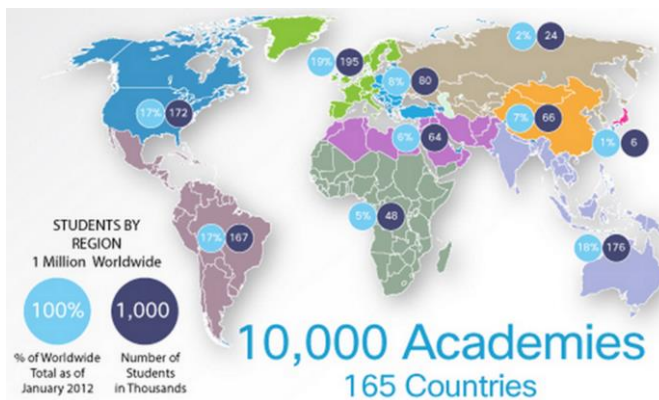 2% 24
19% 195
8% 80
17% 172
7% 66
6% 64
1% 6
5% 48
17% 167
18% 176
STUDENTS BY
REGION
1 Million Worldwide
100% 1,000
% of Worldwide
Total as of
January 2012
Number of
Students
in Thousands
10,000 Academies
165 Countries